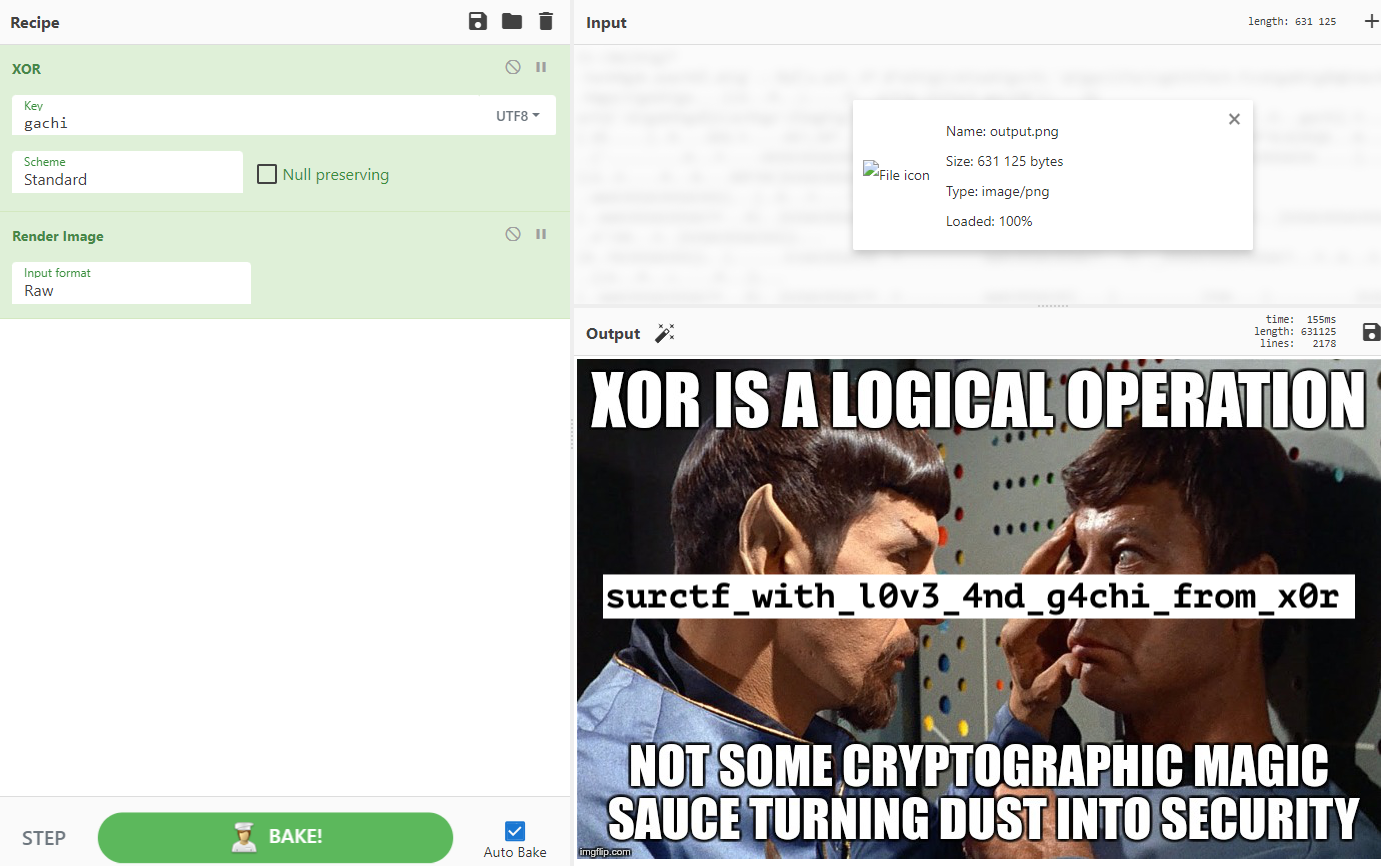 Recipe
XOR
Key
gachi
UTF8
Scheme
Standard
Null preserving
Render Image
Input format
Raw
STEP
BAKE!
Auto Bake
Input
length: 631 125
Name: output.png
Size: 631 125 bytes
Type: image/png
Loaded: 100%
File icon
Output
time: 155ms
length: 631125
lines: 2178
XOR IS A LOGICAL OPERATION
surctf_with_l0v3_4nd_g4chi_from_x0r
NOT SOME CRYPTOGRAPHIC MAGIC
SAUCE TURNING DUST INTO SECURITY
imgflip.com